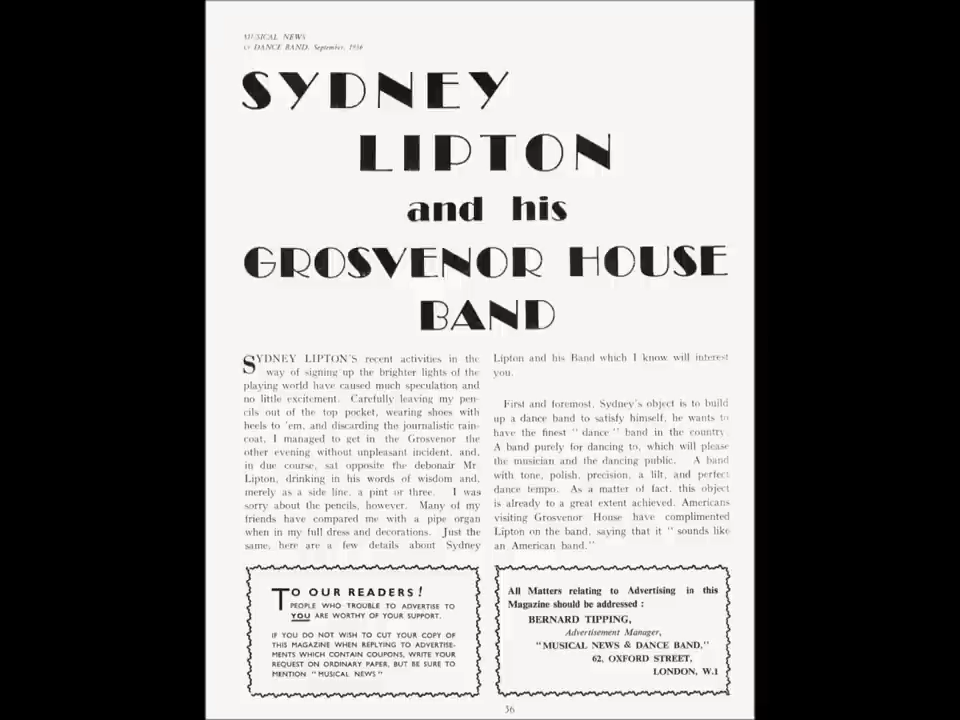 MUSICAL NEWS
& DANCE BAND, September, 1936
SYDNEY
LIPTON
and his
GROSVENOR HOUSE
BAND
SYDNEY LIPTON'S recent activities in the
way of signing up the brighter lights of the
playing world have caused much speculation and
no little excitement. Carefully leaving my pen-
cils out of the top pocket, wearing shoes with
heels to 'em, and discarding the journalistic rain-
coat, I managed to get in the Grosvenor the
other evening without unpleasant incident, and,
in due course, sat opposite the debonair Mr.
Lipton, drinking in his words of wisdom and,
merely as a side line, a pint or three. I was
sorry about the pencils, however. Many of my
friends have compared me with a pipe organ
when in my full dress and decorations. Just the
same, here are a few details about Sydney
Lipton and his Band which I know will interest
you.
First and foremost, Sydney's object is to build
up a dance band to satisfy himself, he wants to
have the finest "dance" band in the country.
A band purely for dancing to, which will please
the musician and the dancing public. A band
with tone, polish, precision, a lilt, and perfect
dance tempo. As a matter of fact, this object
is already to a great extent achieved. Americans
visiting Grosvenor House have complimented
Lipton on the band, saying that it "sounds like
an American band."
TO OUR READERS!
PEOPLE WHO TROUBLE TO ADVERTISE TO
YOU ARE WORTHY OF YOUR SUPPORT.
IF YOU DO NOT WISH TO CUT YOUR COPY OF
THIS MAGAZINE WHEN REPLYING TO ADVERTISE-
MENTS WHICH CONTAIN COUPONS, WRITE YOUR
REQUEST ON ORDINARY PAPER, BUT BE SURE TO
MENTION "MUSICAL NEWS"
All Matters relating to Advertising in this
Magazine should be addressed :
BERNARD TIPPING,
Advertisement Manager,
"MUSICAL NEWS & DANCE BAND,"
62, OXFORD STREET,
LONDON, W.1
36